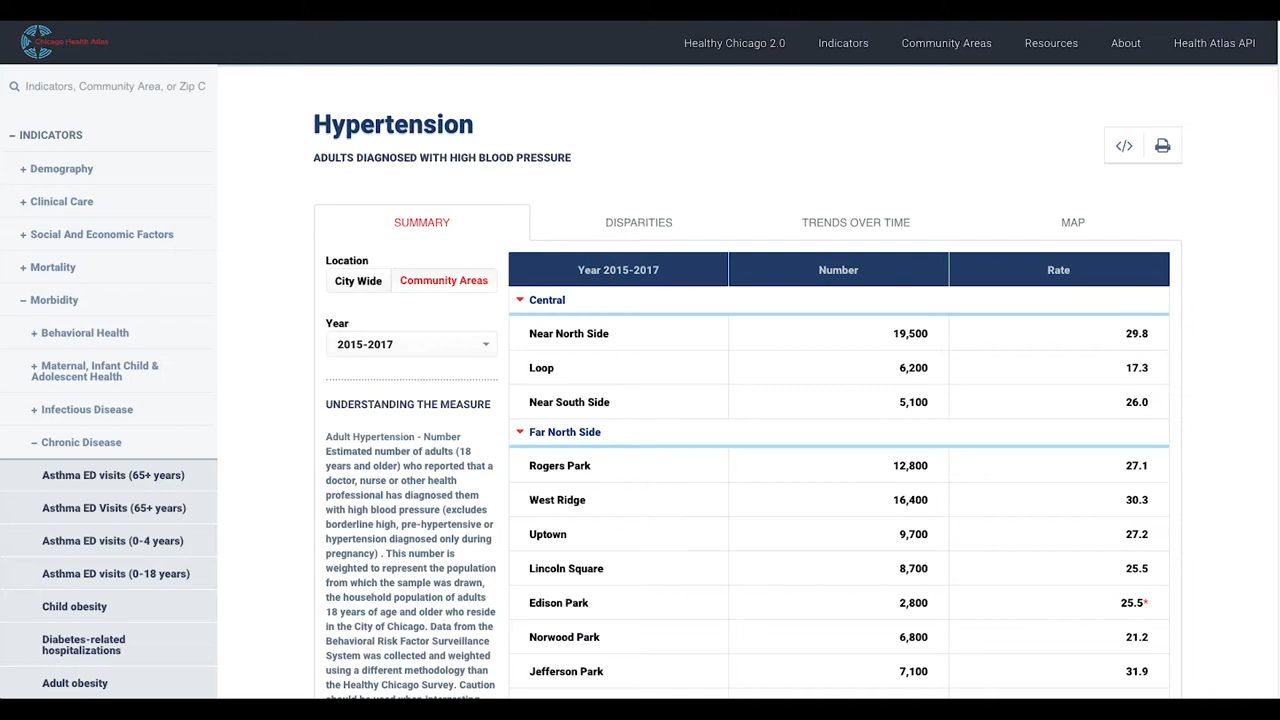 Chicago Health Atlas
Healthy Chicago 2.0 Indicators Community Areas Resources About Health Atlas API
Indicators, Community Area, or Zip C
− INDICATORS
+ Demography
+ Clinical Care
+ Social And Economic Factors
+ Mortality
− Morbidity
+ Behavioral Health
+ Maternal, Infant Child &
Adolescent Health
+ Infectious Disease
− Chronic Disease
Asthma ED visits (65+ years)
Asthma ED Visits (65+ years)
Asthma ED visits (0-4 years)
Asthma ED visits (0-18 years)
Child obesity
Diabetes-related
hospitalizations
Adult obesity
Hypertension
ADULTS DIAGNOSED WITH HIGH BLOOD PRESSURE
</>
SUMMARY DISPARITIES TRENDS OVER TIME MAP
Location
City Wide Community Areas
Year
2015-2017
UNDERSTANDING THE MEASURE
Adult Hypertension - Number
Estimated number of adults (18
years and older) who reported that a
doctor, nurse or other health
professional has diagnosed them
with high blood pressure (excludes
borderline high, pre-hypertensive or
hypertension diagnosed only during
pregnancy) . This number is
weighted to represent the population
from which the sample was drawn,
the household population of adults
18 years of age and older who reside
in the City of Chicago. Data from the
Behavioral Risk Factor Surveillance
System was collected and weighted
using a different methodology than
the Healthy Chicago Survey. Caution
should be used when interpreting
Year 2015-2017 Number Rate
Central
Near North Side 19,500 29.8
Loop 6,200 17.3
Near South Side 5,100 26.0
Far North Side
Rogers Park 12,800 27.1
West Ridge 16,400 30.3
Uptown 9,700 27.2
Lincoln Square 8,700 25.5
Edison Park 2,800 25.5*
Norwood Park 6,800 21.2
Jefferson Park 7,100 31.9